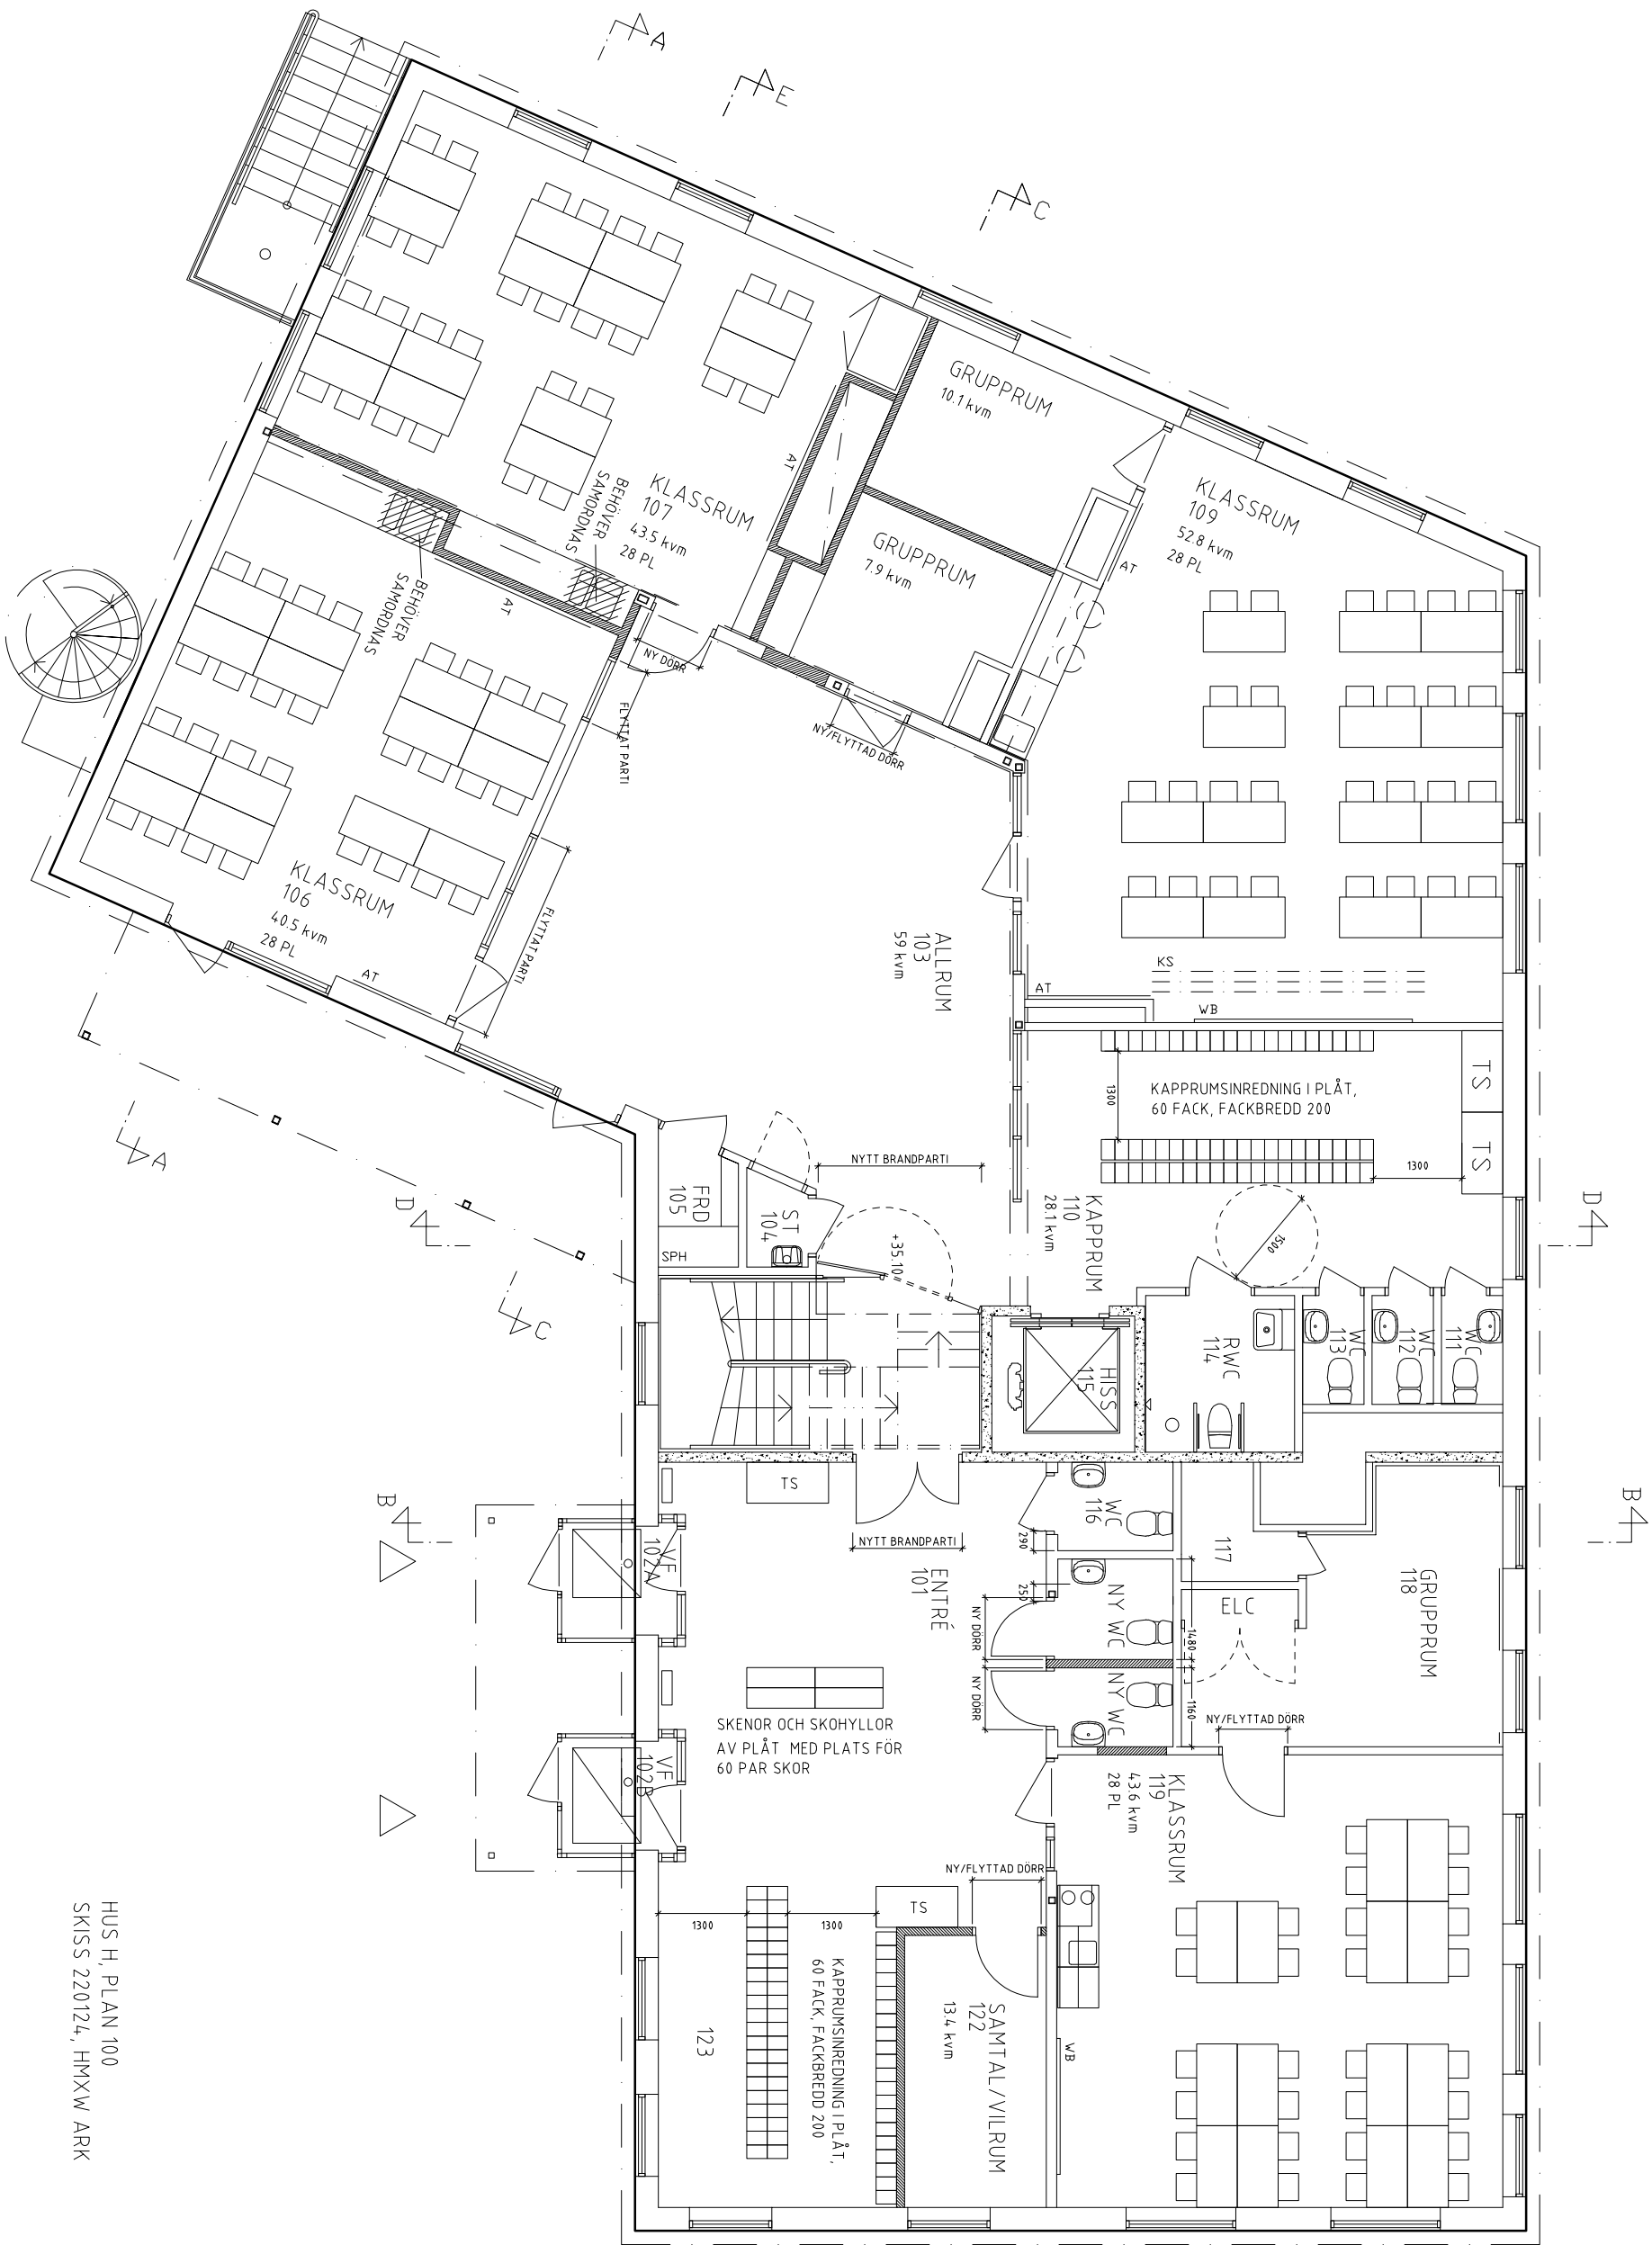 A
E
C
GRUPPRUM
10.1 kvm
GRUPPRUM
7.9 kvm
KLASSRUM
107
43.5 kvm
28 PL
AT
BEHÖVER
SAMORDNAS
BEHÖVER
SAMORDNAS
AT
NY DÖRR
FLYTTAT PARTI
NY/FLYTTAD DÖRR
KLASSRUM
109
52.8 kvm
28 PL
AT
KLASSRUM
106
40.5 kvm
28 PL
AT
FLYTTAT PARTI
ALLRUM
103
59 kvm
KS
AT
WB
1300
KAPPRUMSINREDNING I PLÅT,
60 FACK, FACKBREDD 200
TS
TS
1300
1500
KAPPRUM
110
28.1 kvm
NYTT BRANDPARTI
FRD
105
SPH
ST
104
+35.10
A
D
C
D
WC
111
WC
112
WC
113
RWC
114
HISS
115
TS
B
B
NYTT BRANDPARTI
WC
116
290
250
117
ELC
GRUPPRUM
118
ENTRÉ
101
NY DÖRR
NY DÖRR
NY WC
NY WC
1480
1160
NY/FLYTTAD DÖRR
VF
102A
VF
102B
SKENOR OCH SKOHYLLOR
AV PLÅT MED PLATS FÖR
60 PAR SKOR
KLASSRUM
119
43.6 kvm
28 PL
NY/FLYTTAD DÖRR
TS
1300
1300
KAPPRUMSINREDNING I PLÅT,
60 FACK, FACKBREDD 200
123
SAMTAL/VILRUM
122
13.4 kvm
WB
HUS H, PLAN 100
SKISS 220124, HMXW ARK